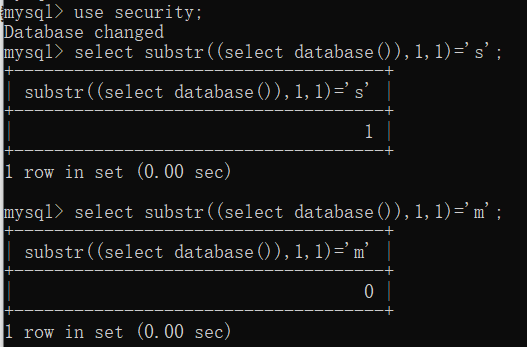 mysql> use security;
Database changed
mysql> select substr((select database()),1,1)='s';
+-------------------------------------+
| substr((select database()),1,1)='s' |
+-------------------------------------+
| 1 |
+-------------------------------------+
1 row in set (0.00 sec)
mysql> select substr((select database()),1,1)='m';
+-------------------------------------+
| substr((select database()),1,1)='m' |
+-------------------------------------+
| 0 |
+-------------------------------------+
1 row in set (0.00 sec)